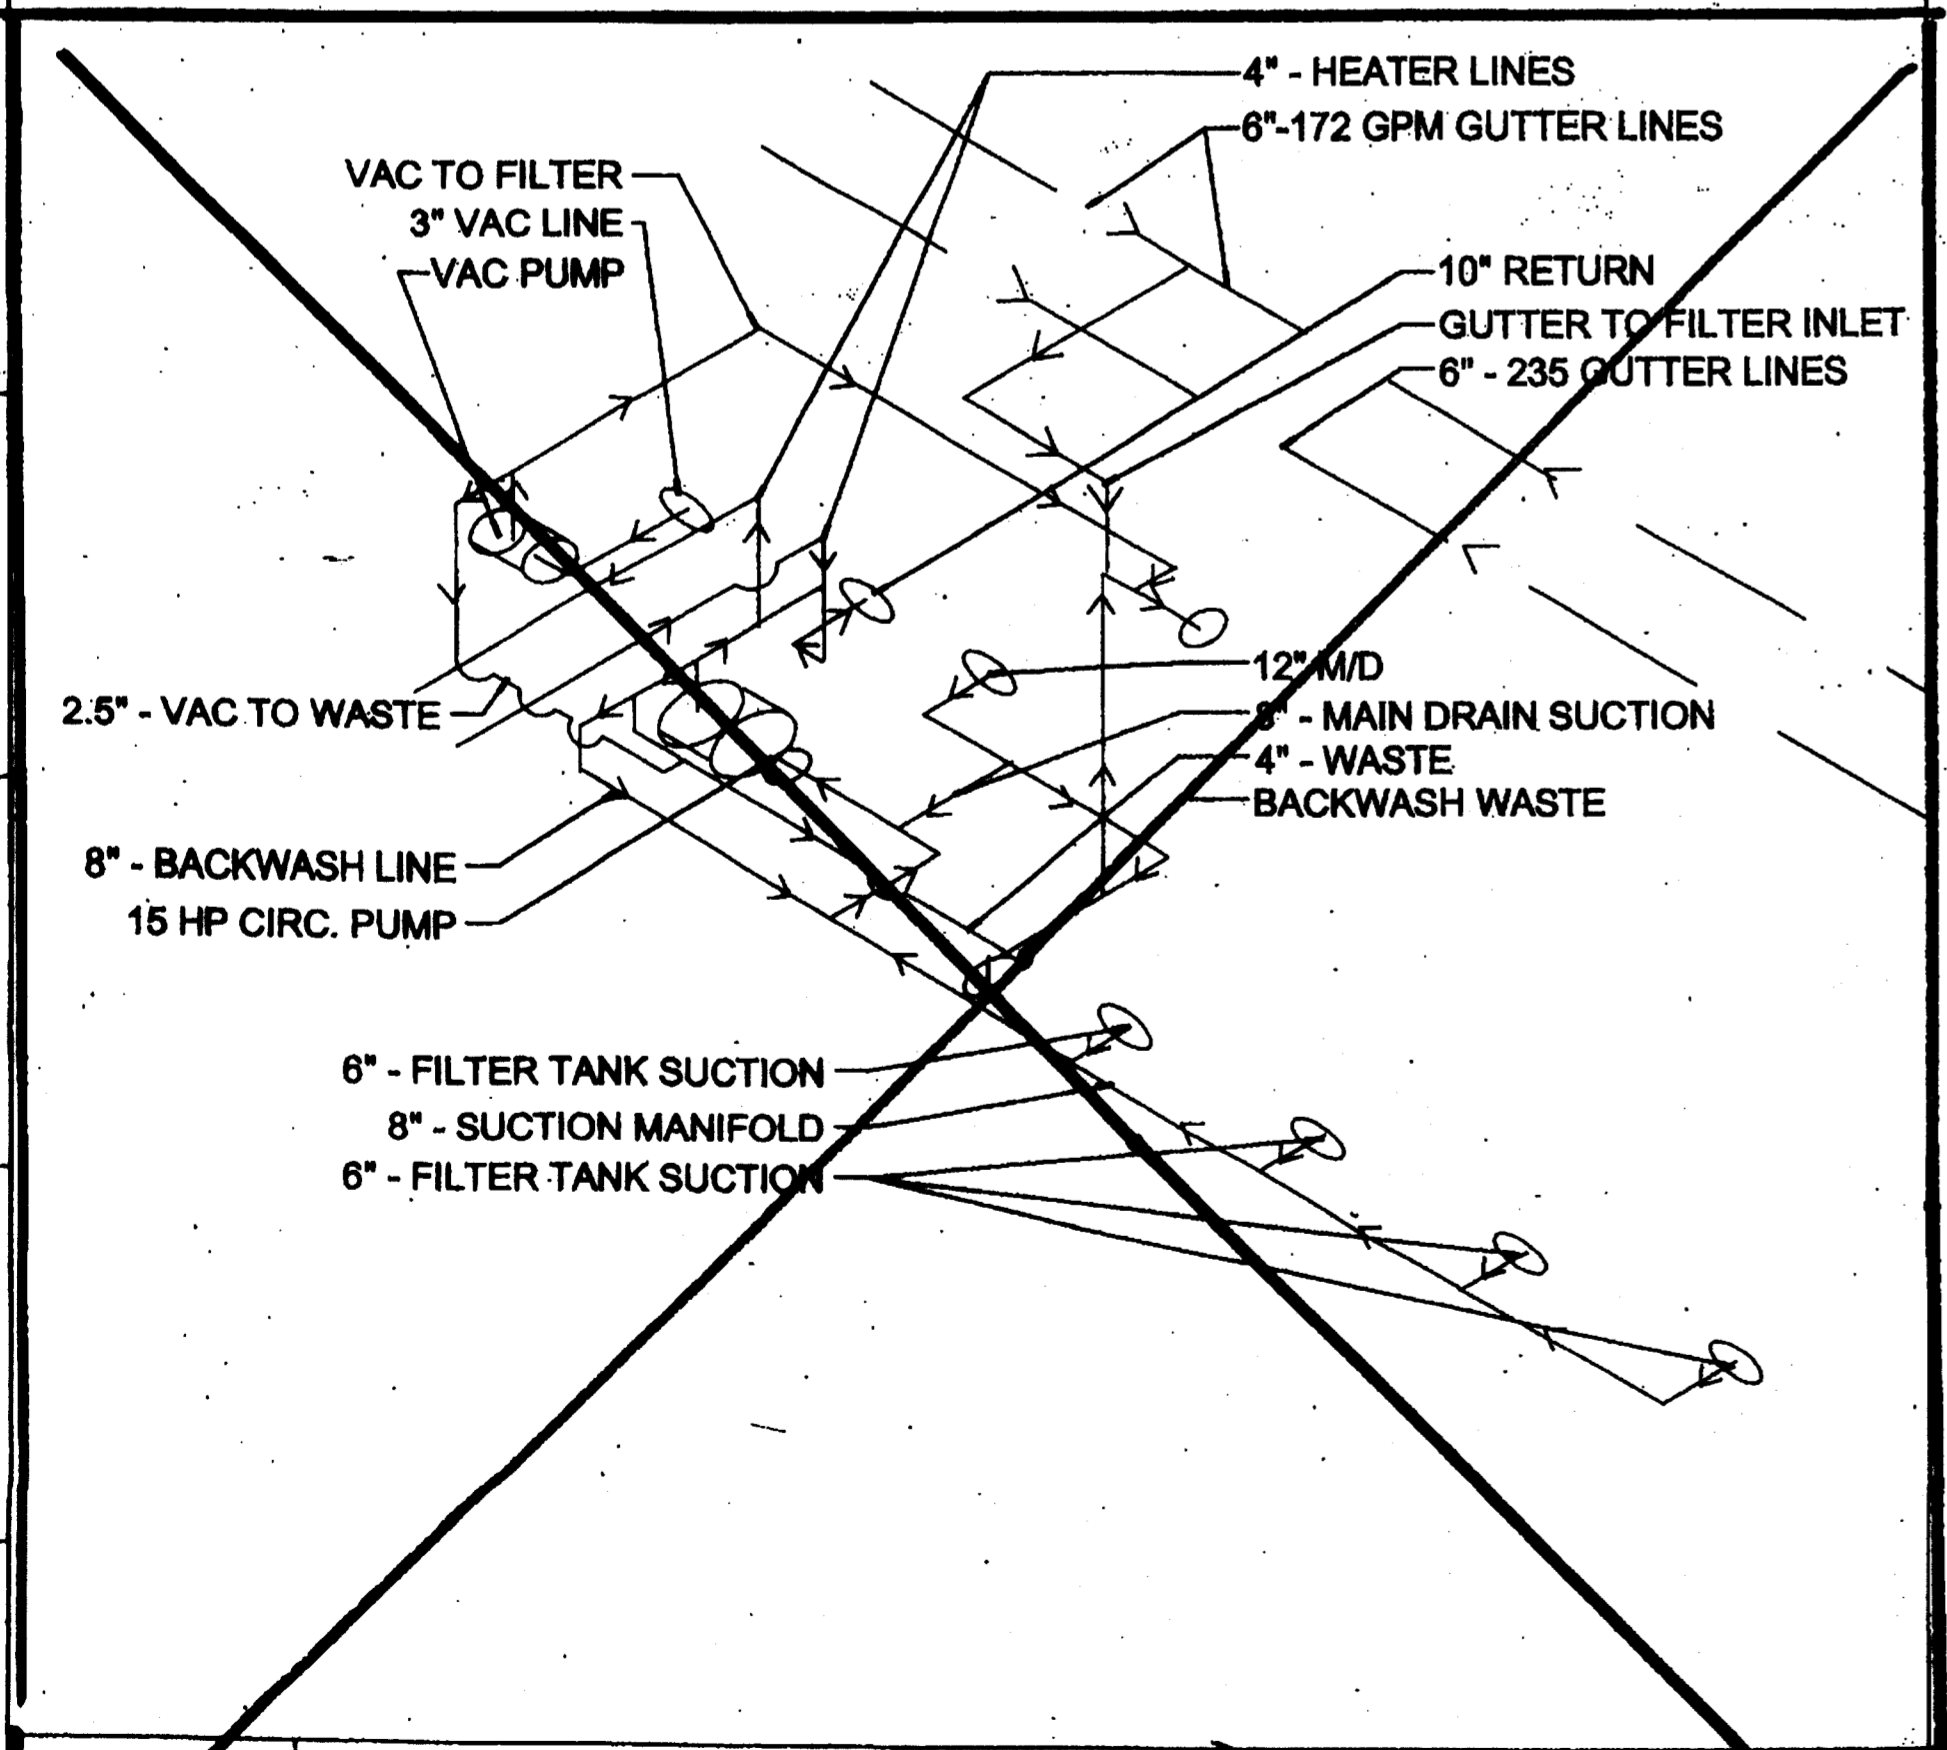 4" - HEATER LINES
6"-172 GPM GUTTER LINES
VAC TO FILTER
3" VAC LINE
VAC PUMP
10" RETURN
GUTTER TO FILTER INLET
6" - 235 GUTTER LINES
12" M/D
8" - MAIN DRAIN SUCTION
4" - WASTE
BACKWASH WASTE
2.5" - VAC TO WASTE
8" - BACKWASH LINE
15 HP CIRC. PUMP
6" - FILTER TANK SUCTION
8" - SUCTION MANIFOLD
6" - FILTER TANK SUCTION